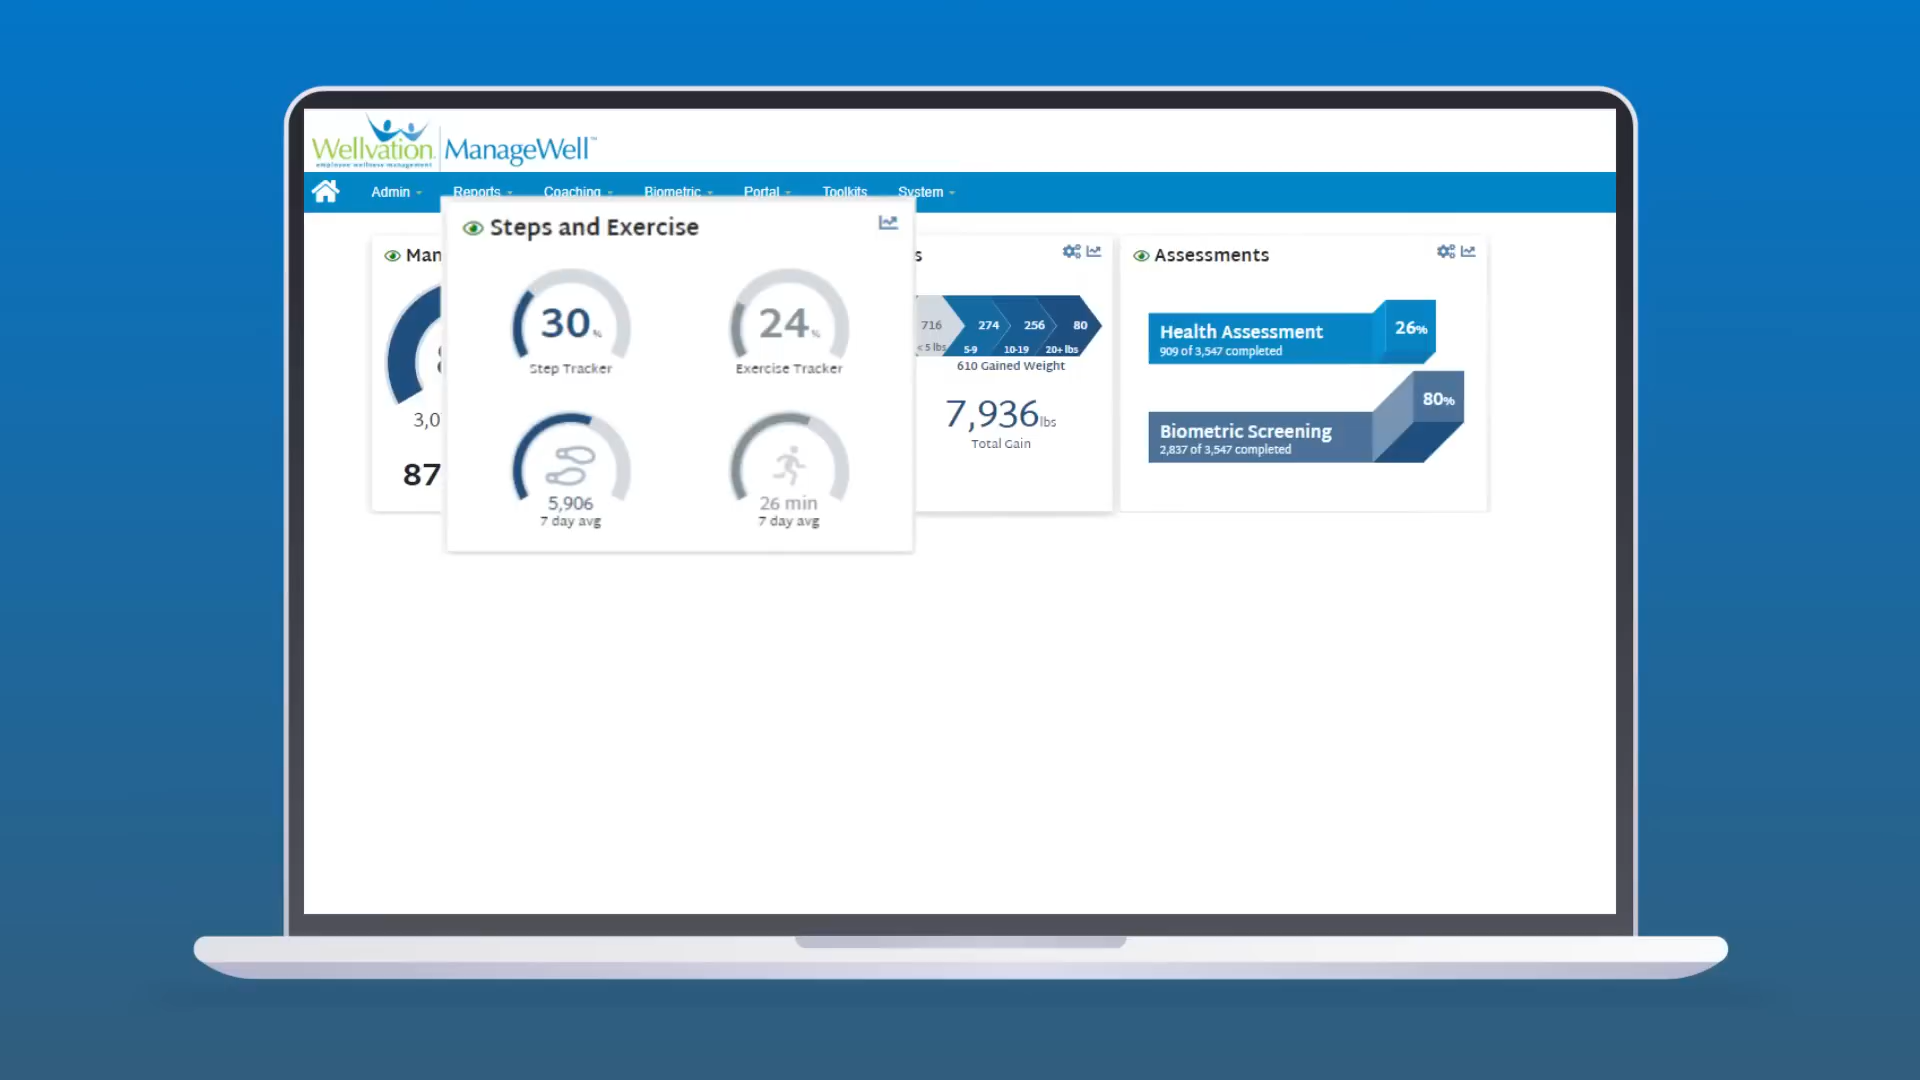 Wellvation
employee wellness management
ManageWell™
Admin Reports Coaching Biometric Portal Toolkits System
Steps and Exercise
30%
Step Tracker
24%
Exercise Tracker
5,906
7 day avg
26 min
7 day avg
Man
3,0
87
s
716 274 256 80
< 5 lbs 5-9 10-19 20+ lbs
610 Gained Weight
7,936lbs
Total Gain
Assessments
Health Assessment
909 of 3,547 completed
26%
Biometric Screening
2,837 of 3,547 completed
80%